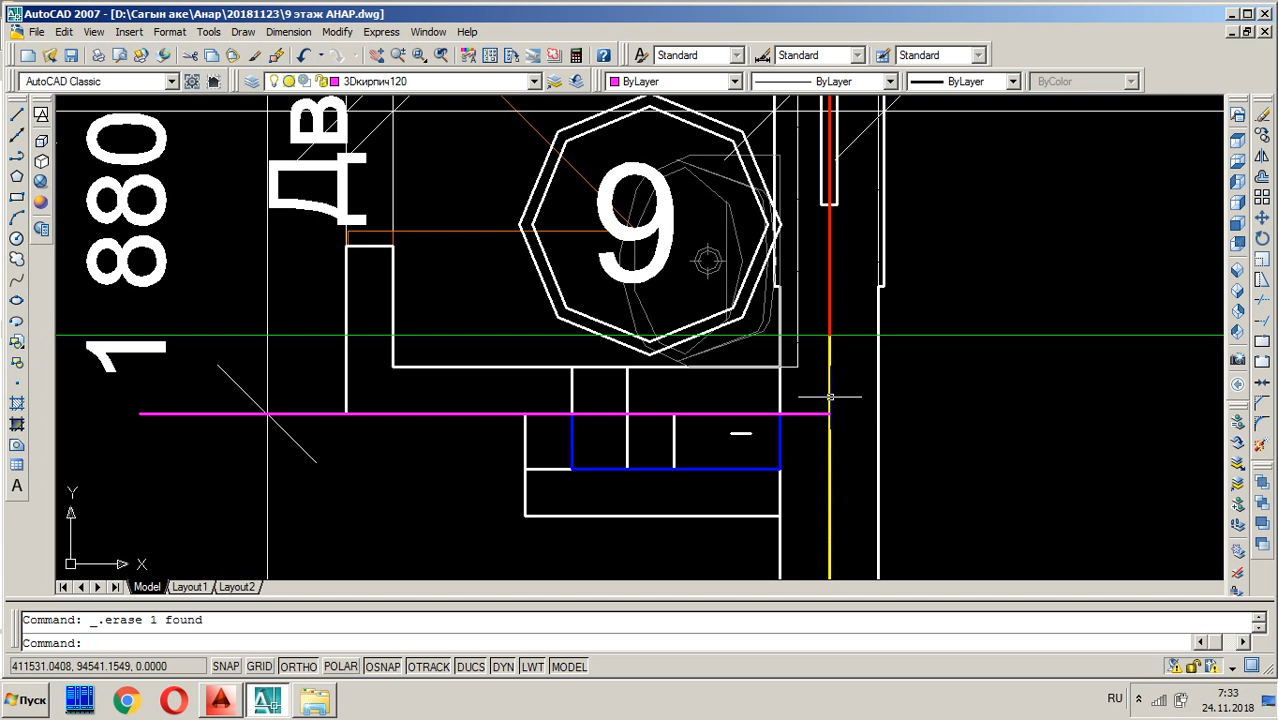 AutoCAD 2007 - [D:\Сагын аке\Анар\20181123\9 этаж АНАР.dwg]
File Edit View Insert Format Tools Draw Dimension Modify Express Window Help
Standard Standard Standard
AutoCAD Classic 3Dкирпич120 ByLayer ByLayer ByLayer ByColor
1 880
Дв
9
Y
X
Model Layout1 Layout2
Command: _.erase 1 found
Command:
411531.0408, 94541.1549, 0.0000 SNAP GRID ORTHO POLAR OSNAP OTRACK DUCS DYN LWT MODEL
Пуск RU 7:33
24.11.2018